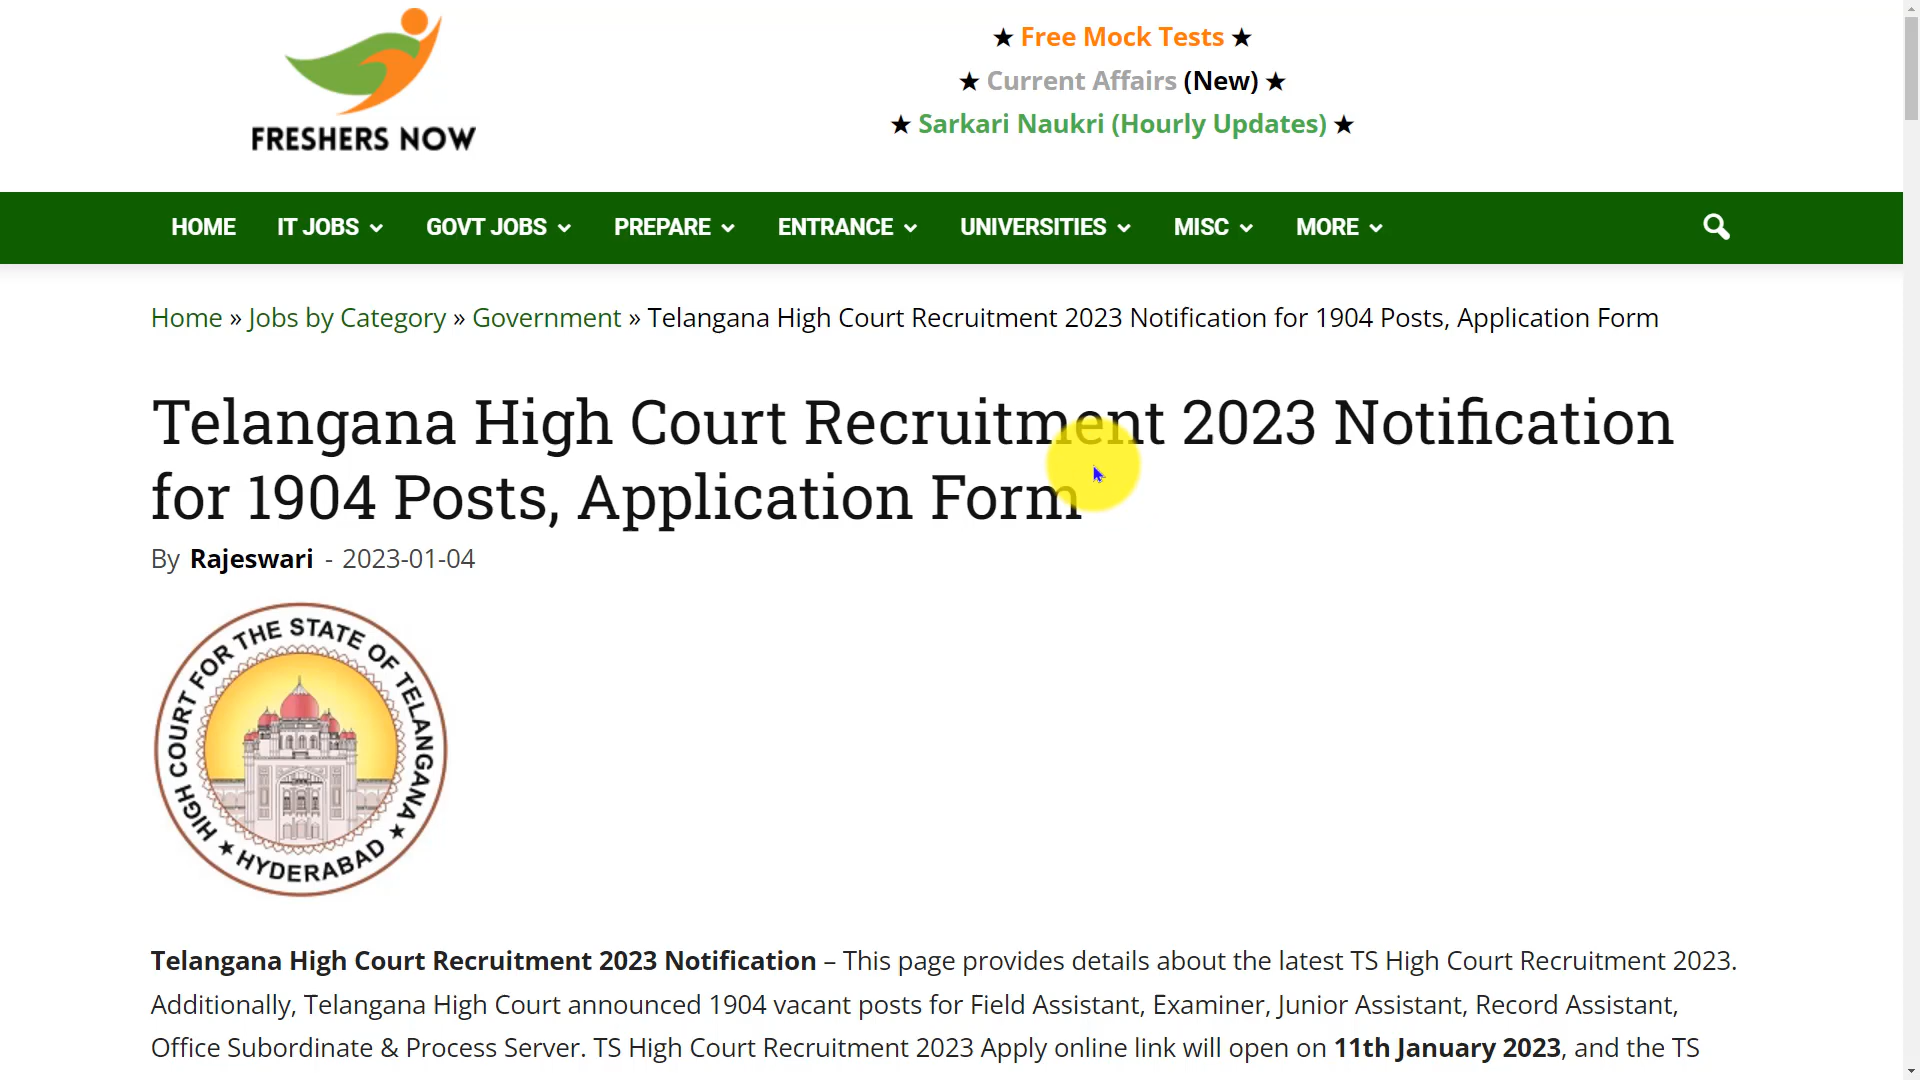 FRESHERS NOW
★ Free Mock Tests ★
★ Current Affairs (New) ★
★ Sarkari Naukri (Hourly Updates) ★
HOME IT JOBS GOVT JOBS PREPARE ENTRANCE UNIVERSITIES MISC MORE
Home » Jobs by Category » Government » Telangana High Court Recruitment 2023 Notification for 1904 Posts, Application Form
Telangana High Court Recruitment 2023 Notification
for 1904 Posts, Application Form
By Rajeswari - 2023-01-04
HIGH COURT FOR THE STATE OF TELANGANA
★ HYDERABAD ★
Telangana High Court Recruitment 2023 Notification – This page provides details about the latest TS High Court Recruitment 2023.
Additionally, Telangana High Court announced 1904 vacant posts for Field Assistant, Examiner, Junior Assistant, Record Assistant,
Office Subordinate & Process Server. TS High Court Recruitment 2023 Apply online link will open on 11th January 2023, and the TS